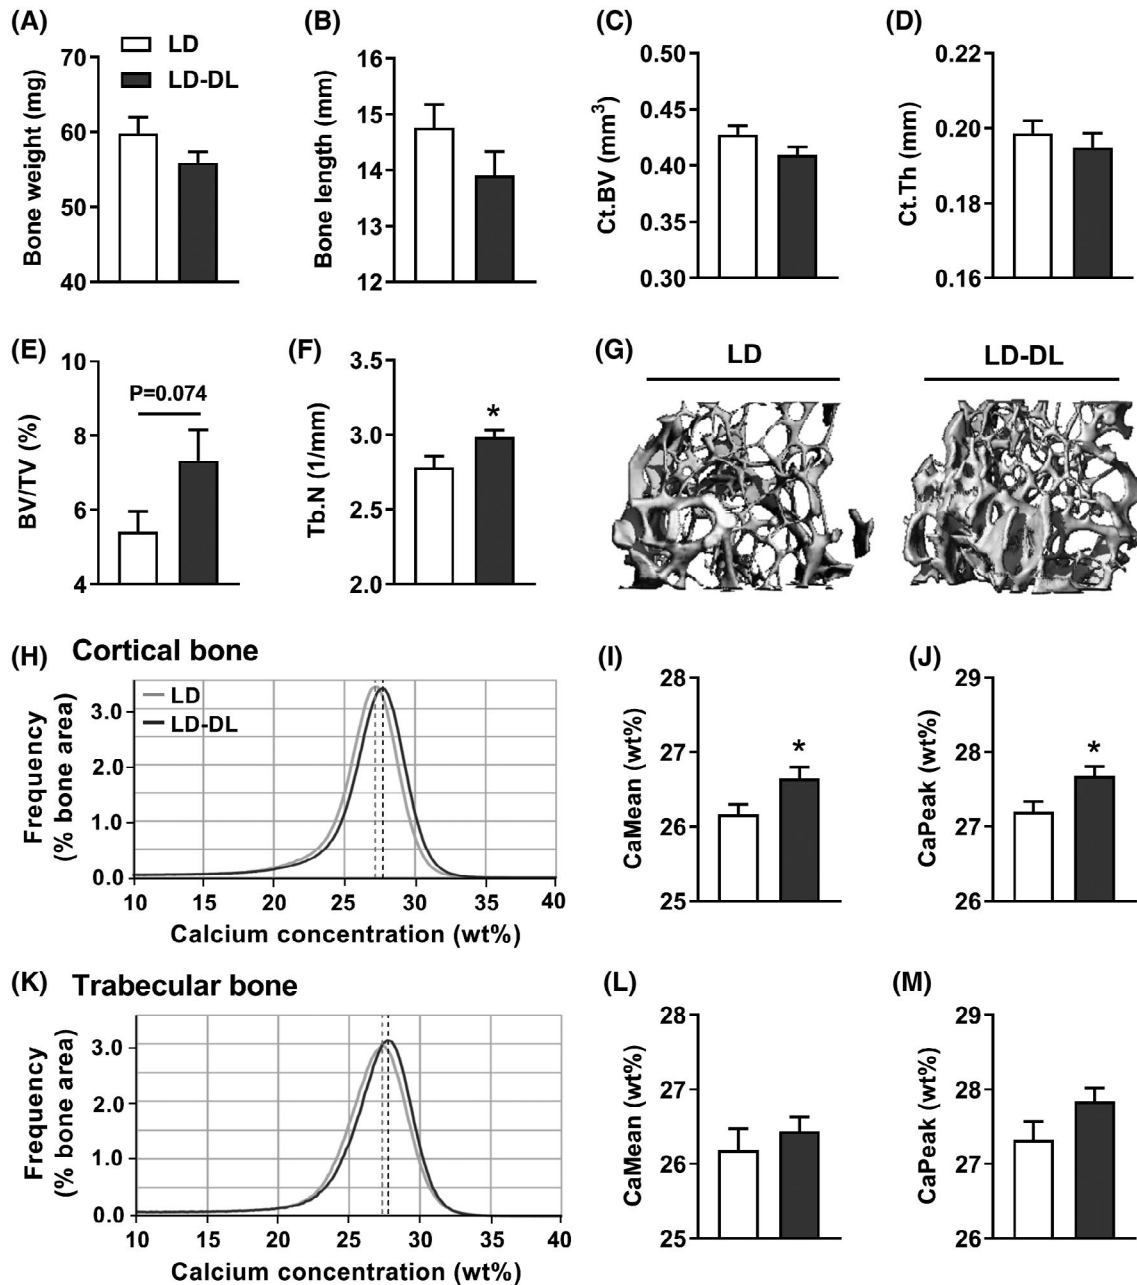 (A)
Bone weight (mg)
70
60
50
40
LD
LD-DL
(B)
Bone length (mm)
16
15
14
13
12
(C)
Ct.BV (mm³)
0.50
0.45
0.40
0.35
0.30
(D)
Ct.Th (mm)
0.22
0.20
0.18
0.16
(E)
BV/TV (%)
10
8
6
4
P=0.074
(F)
Tb.N (1/mm)
3.5
3.0
2.5
2.0
*
(G)
LD
LD-DL
(H) Cortical bone
Frequency
(% bone area)
3.0
2.0
1.0
0.0
LD
LD-DL
10 15 20 25 30 35 40
Calcium concentration (wt%)
(I)
CaMean (wt%)
28
27
26
25
*
(J)
CaPeak (wt%)
29
28
27
26
*
(K) Trabecular bone
Frequency
(% bone area)
3.0
2.0
1.0
0.0
10 15 20 25 30 35 40
Calcium concentration (wt%)
(L)
CaMean (wt%)
28
27
26
25
(M)
CaPeak (wt%)
29
28
27
26